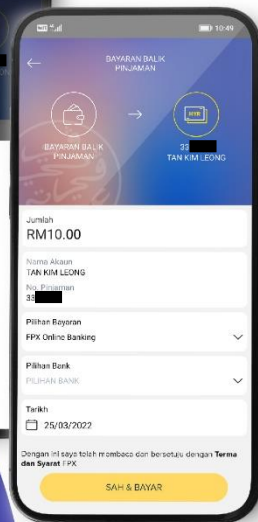 10:49
BAYARAN BALIK
PINJAMAN
BAYARAN BALIK
PINJAMAN
33
TAN KIM LEONG
Jumlah
RM10.00
Nama Akaun
TAN KIM LEONG
No. Pinjaman
33
Pilihan Bayaran
FPX Online Banking
Pilihan Bank
PILIHAN BANK
Tarikh
25/03/2022
Dengan ini saya telah membaca dan bersetuju dengan Terma
dan Syarat FPX
SAH & BAYAR